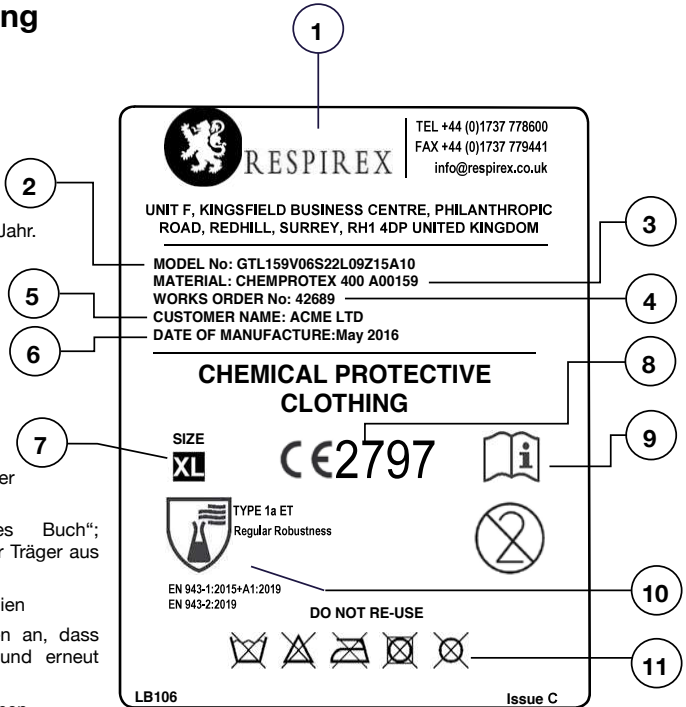 ng
1
RESPIREX
TEL +44 (0)1737 778600
FAX +44 (0)1737 779441
info@respirex.co.uk
2
UNIT F, KINGSFIELD BUSINESS CENTRE, PHILANTHROPIC
ROAD, REDHILL, SURREY, RH1 4DP UNITED KINGDOM
3
Jahr.
MODEL No: GTL159V06S22L09Z15A10
MATERIAL: CHEMPROTEX 400 A00159
WORKS ORDER No: 42689
CUSTOMER NAME: ACME LTD
DATE OF MANUFACTURE:May 2016
5
4
6
8
CHEMICAL PROTECTIVE
CLOTHING
7
SIZE
XL
CE2797
i
9
er
TYPE 1a ET
Regular Robustness
2
es Buch“;
r Träger aus
EN 943-1:2015+A1:2019
EN 943-2:2019
10
ien
DO NOT RE-USE
en an, dass
und erneut
11
LB106
Issue C